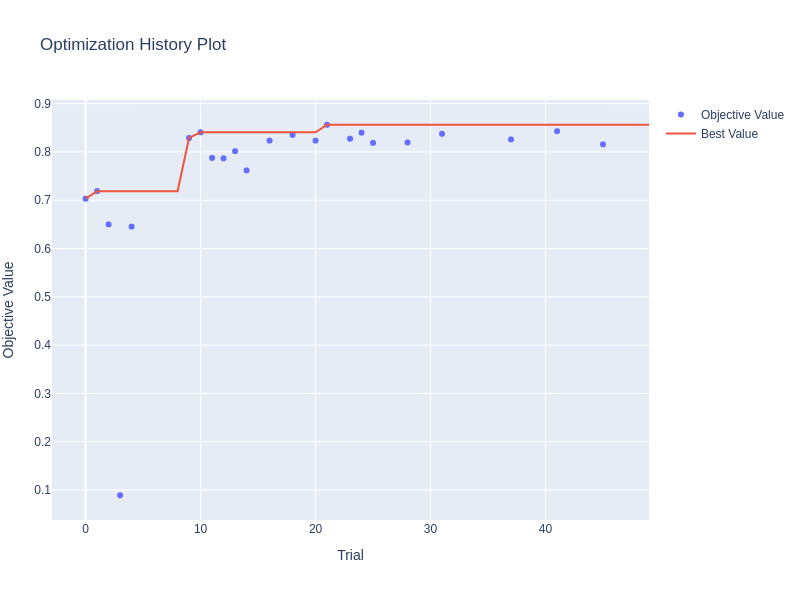 Optimization History Plot
Objective Value
Best Value
0.9
0.8
0.7
0.6
0.5
0.4
0.3
0.2
0.1
Objective Value
0 10 20 30 40
Trial